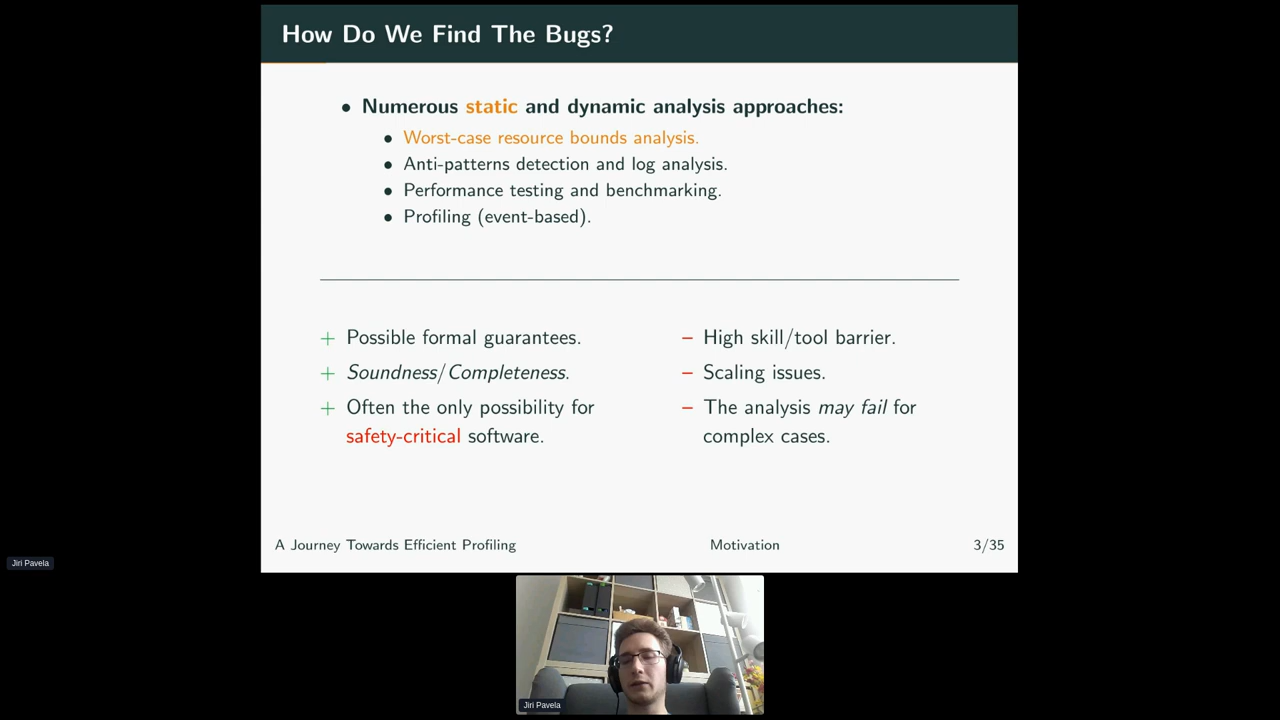 How Do We Find The Bugs?
• Numerous static and dynamic analysis approaches:
• Worst-case resource bounds analysis.
• Anti-patterns detection and log analysis.
• Performance testing and benchmarking.
• Profiling (event-based).
+ Possible formal guarantees.
+ Soundness/Completeness.
+ Often the only possibility for
safety-critical software.
– High skill/tool barrier.
– Scaling issues.
– The analysis may fail for
complex cases.
A Journey Towards Efficient Profiling
Motivation
3/35
Jiri Pavela
Jiri Pavela